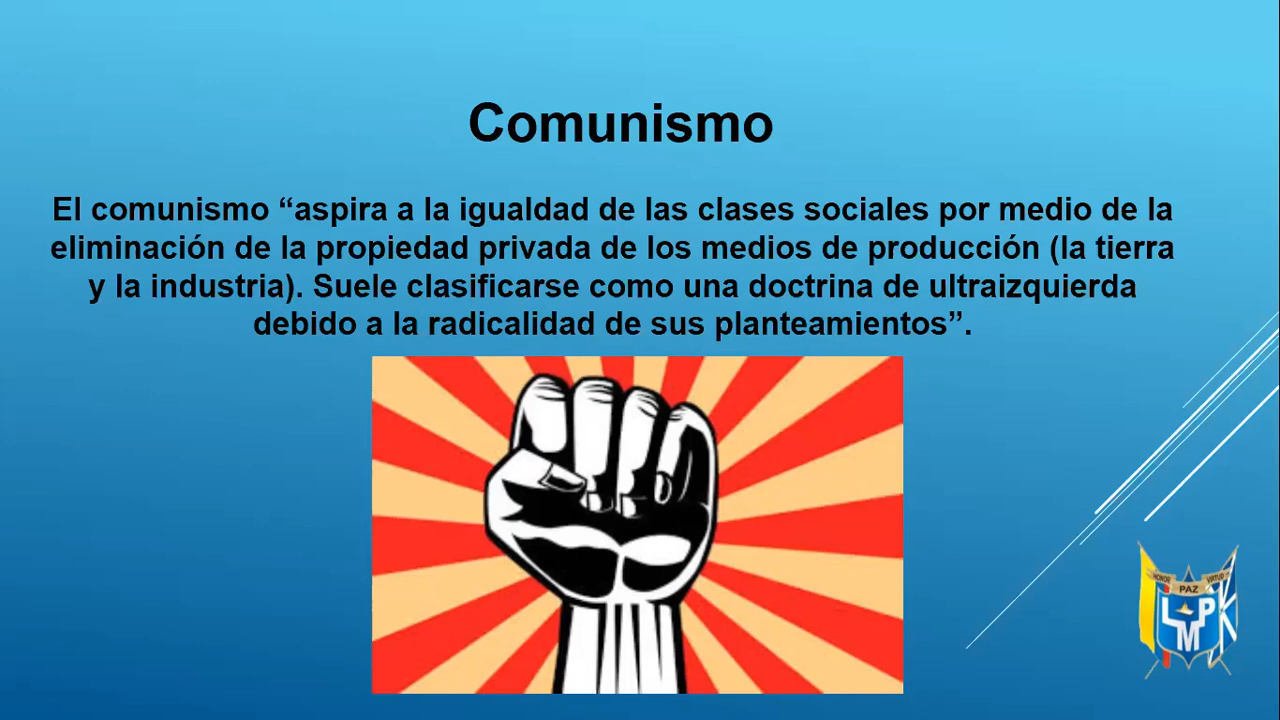 Comunismo
El comunismo “aspira a la igualdad de las clases sociales por medio de la
eliminación de la propiedad privada de los medios de producción (la tierra
y la industria). Suele clasificarse como una doctrina de ultraizquierda
debido a la radicalidad de sus planteamientos”.
HONOR PAZ VIRTUD
L P K
M